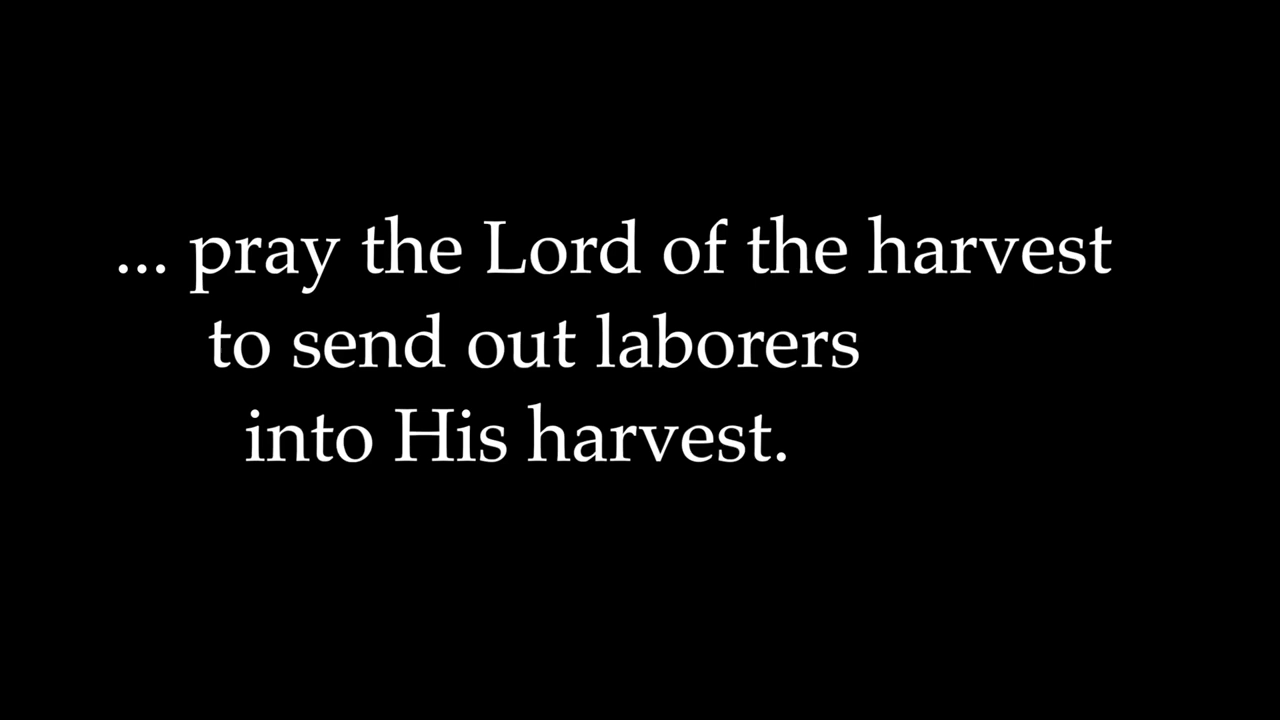 ... pray the Lord of the harvest
to send out laborers
into His harvest.